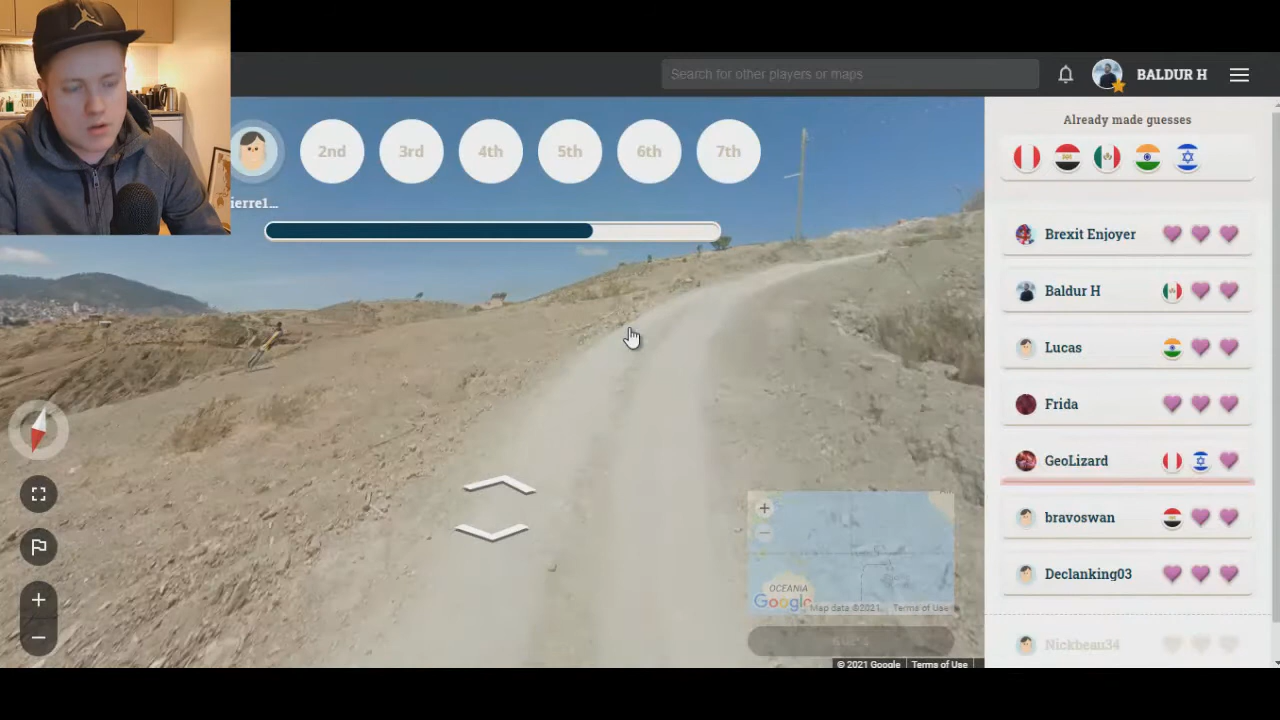 Search for other players or maps
BALDUR H
2nd 3rd 4th 5th 6th 7th
ierre1...
Already made guesses
Brexit Enjoyer
Baldur H
Lucas
Frida
GeoLizard
bravoswan
Declanking03
Nickbeau34
+
−
+
−
OCEANIA
Google
Map data ©2021
Terms of Use
© 2021 Google
Terms of Use